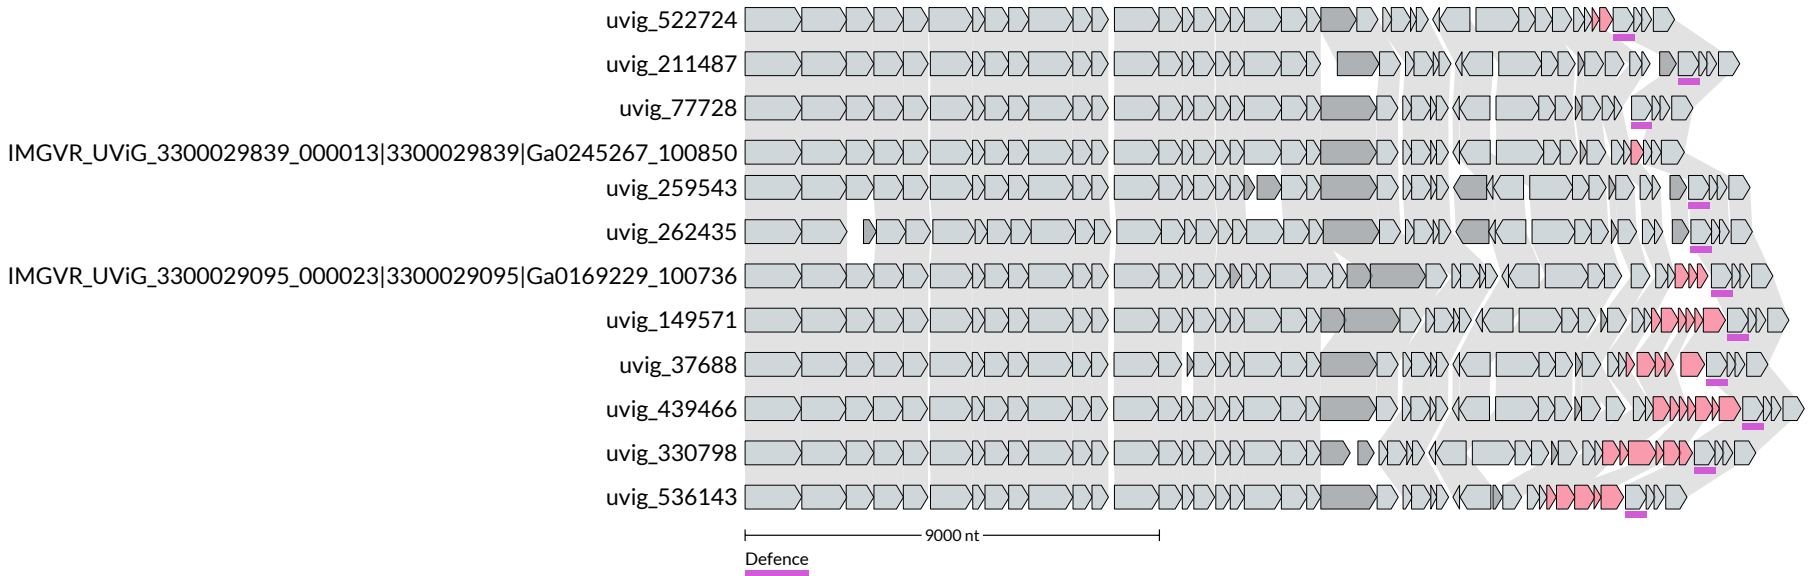 uvig_522724
uvig_211487
uvig_77728
IMGVR_UViG_3300029839_000013|3300029839|Ga0245267_100850
uvig_259543
uvig_262435
IMGVR_UViG_3300029095_000023|3300029095|Ga0169229_100736
uvig_149571
uvig_37688
uvig_439466
uvig_330798
uvig_536143
9000 nt
Defence